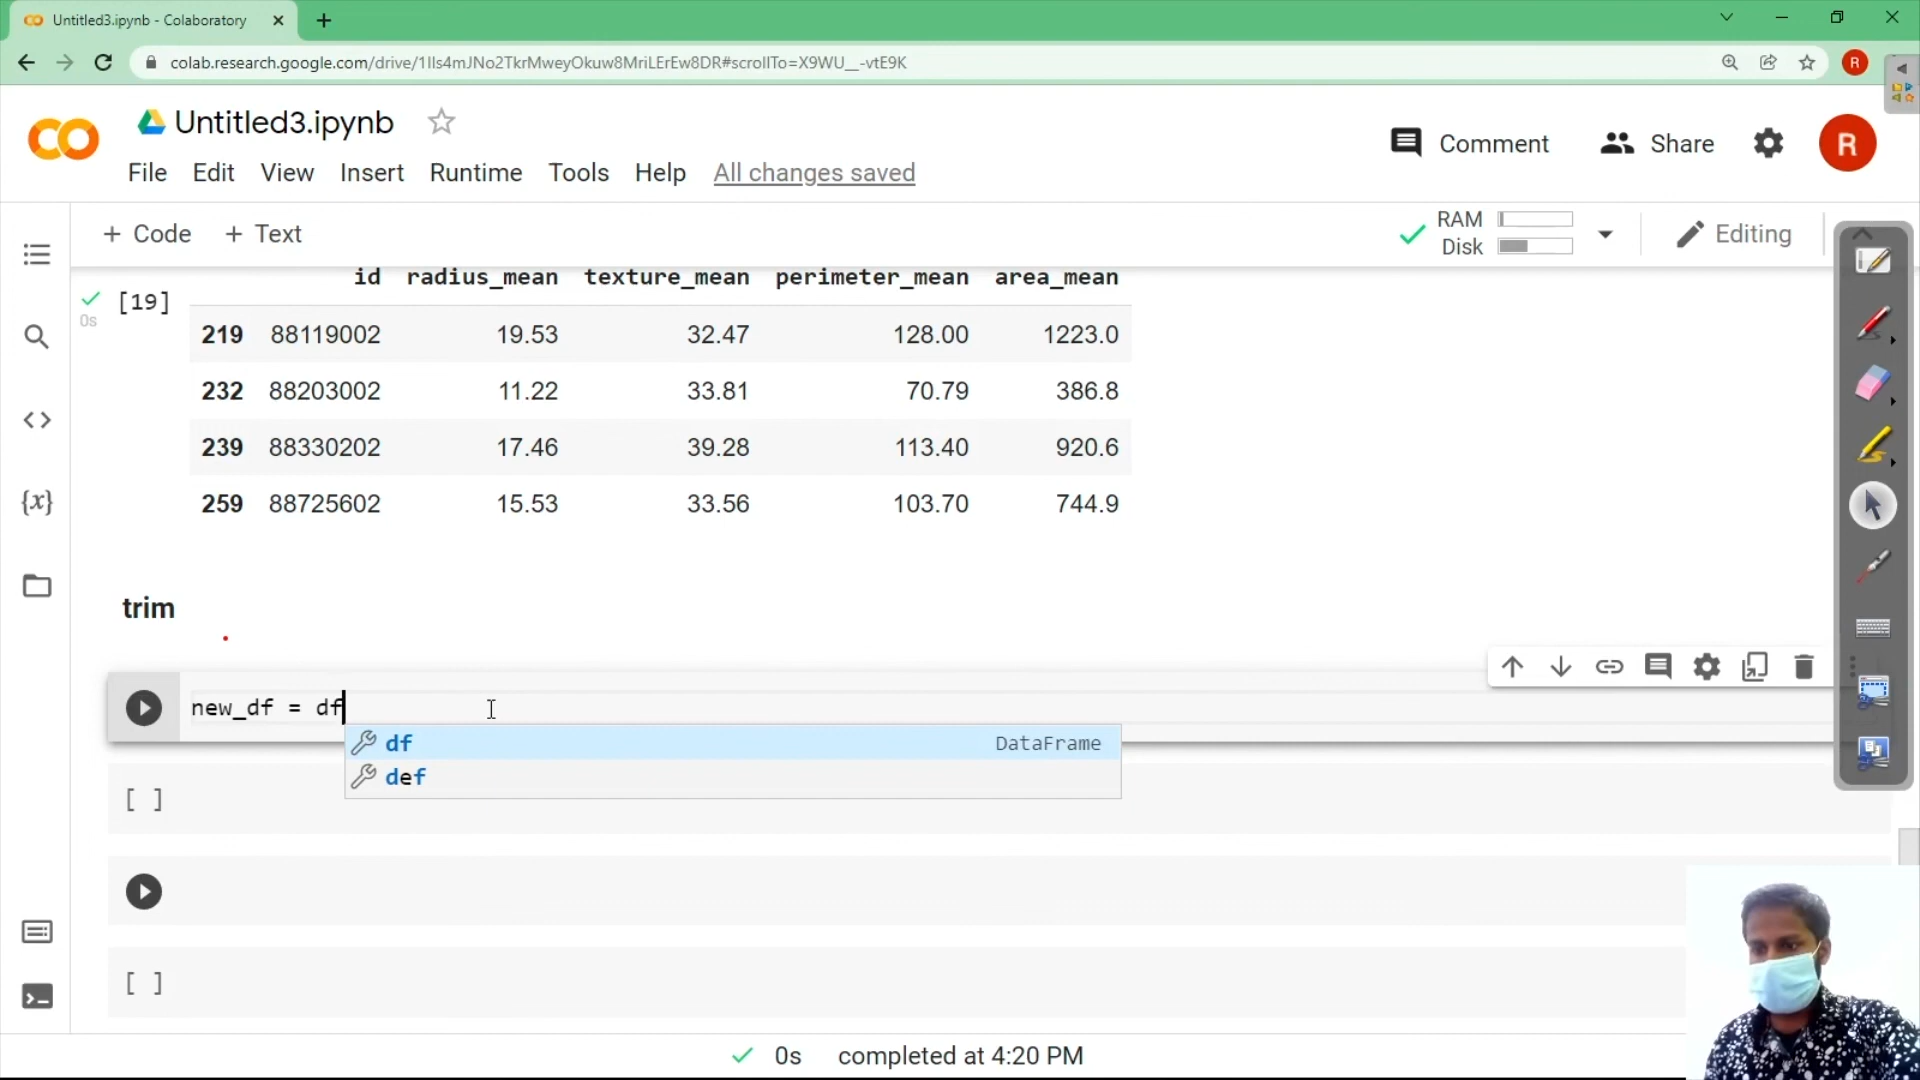 Untitled3.ipynb - Colaboratory
colab.research.google.com/drive/1IIs4mJNo2TkrMweyOkuw8MriLErEw8DR#scrollTo=X9WU__-vtE9K
R
Untitled3.ipynb
Comment
Share
R
File Edit View Insert Runtime Tools Help All changes saved
+ Code + Text
RAM
Disk
Editing
id radius_mean texture_mean perimeter_mean area_mean
[19]
0s
219 88119002 19.53 32.47 128.00 1223.0
232 88203002 11.22 33.81 70.79 386.8
239 88330202 17.46 39.28 113.40 920.6
259 88725602 15.53 33.56 103.70 744.9
{x}
trim
new_df = df
df DataFrame
def
[ ]
[ ]
0s completed at 4:20 PM